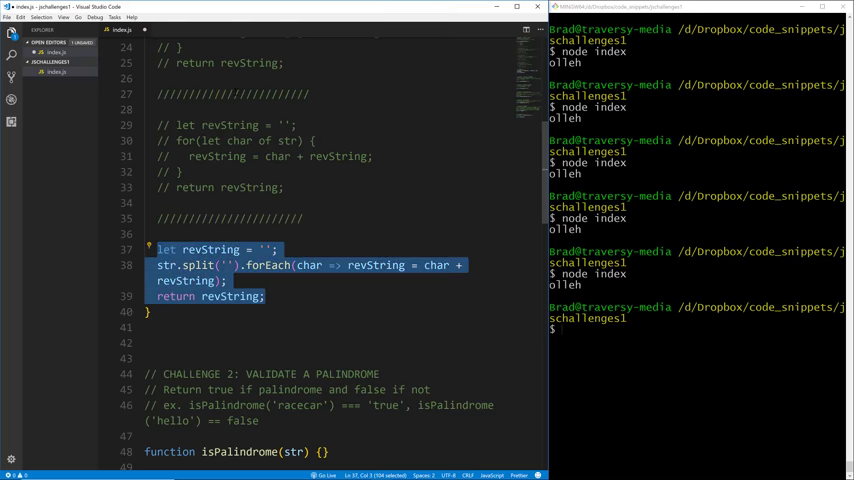 index.js - Visual Studio Code
File Edit Selection View Go Debug Tasks Help
EXPLORER
OPEN EDITORS 1 UNSAVED
index.js
JSCHALLENGES1
index.js
index.js
24 // }
25 // return revString;
26
27 ////////////////////////
28
29 // let revString = '';
30 // for(let char of str) {
31 //   revString = char + revString;
32 // }
33 // return revString;
34
35 ///////////////////////
36
37 let revString = '';
38 str.split('').forEach(char => revString = char +
revString);
39 return revString;
40 }
41
42
43
44 // CHALLENGE 2: VALIDATE A PALINDROME
45 // Return true if palindrome and false if not
46 // ex. isPalindrome('racecar') === 'true', isPalindrome
('hello') == false
47
48 function isPalindrome(str) {}
49
0 0
Go Live Ln 37, Col 3 (104 selected) Spaces: 2 UTF-8 CRLF JavaScript Prettier
MINGW64:/d/Dropbox/code_snippets/jschallenges1
Brad@traversy-media /d/Dropbox/code_snippets/j
schallenges1
$ node index
olleh
Brad@traversy-media /d/Dropbox/code_snippets/j
schallenges1
$ node index
olleh
Brad@traversy-media /d/Dropbox/code_snippets/j
schallenges1
$ node index
olleh
Brad@traversy-media /d/Dropbox/code_snippets/j
schallenges1
$ node index
olleh
Brad@traversy-media /d/Dropbox/code_snippets/j
schallenges1
$ node index
olleh
Brad@traversy-media /d/Dropbox/code_snippets/j
schallenges1
$